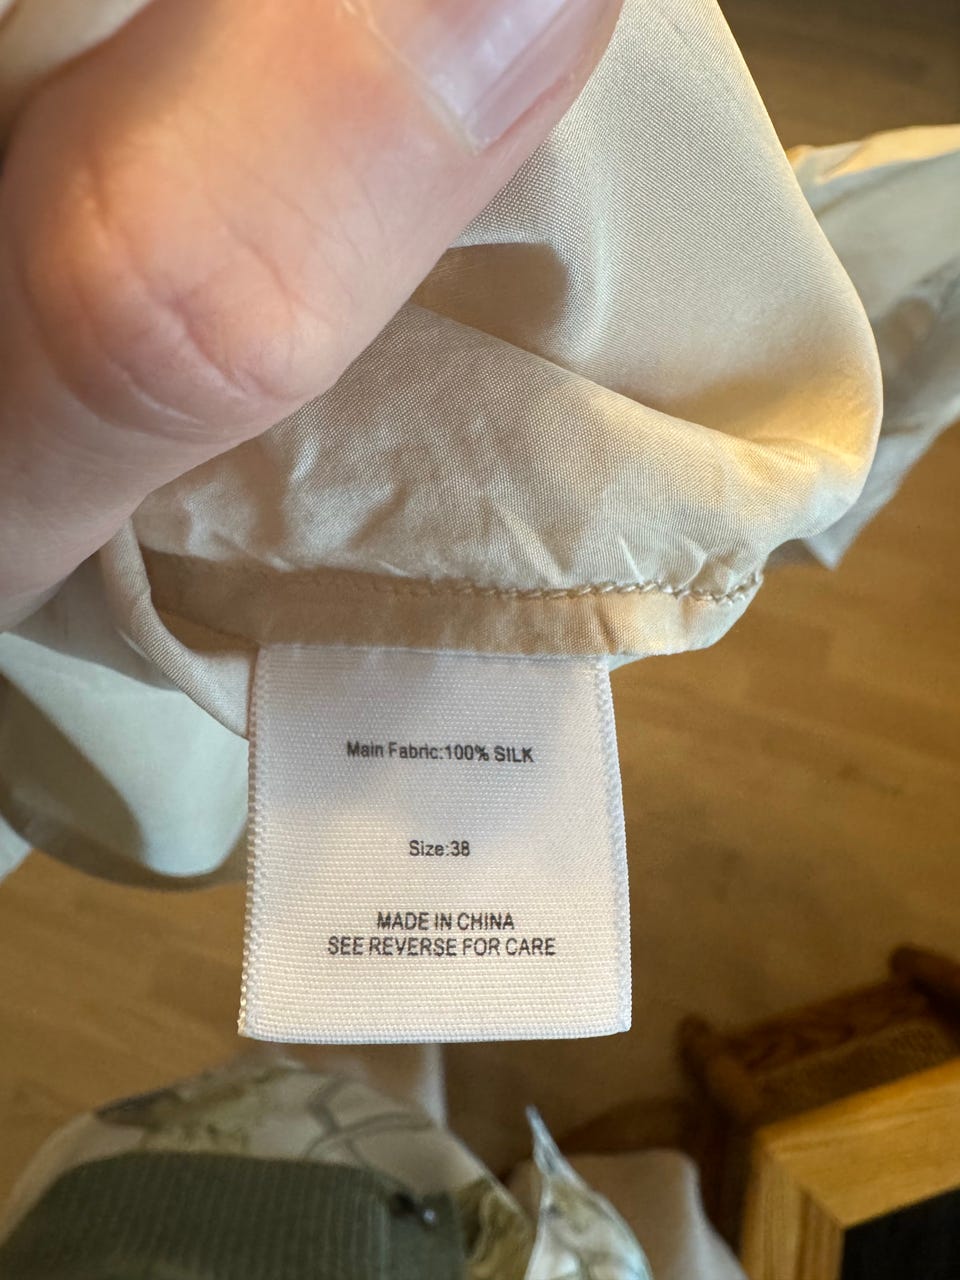 Main Fabric:100% SILK
Size:38
MADE IN CHINA
SEE REVERSE FOR CARE